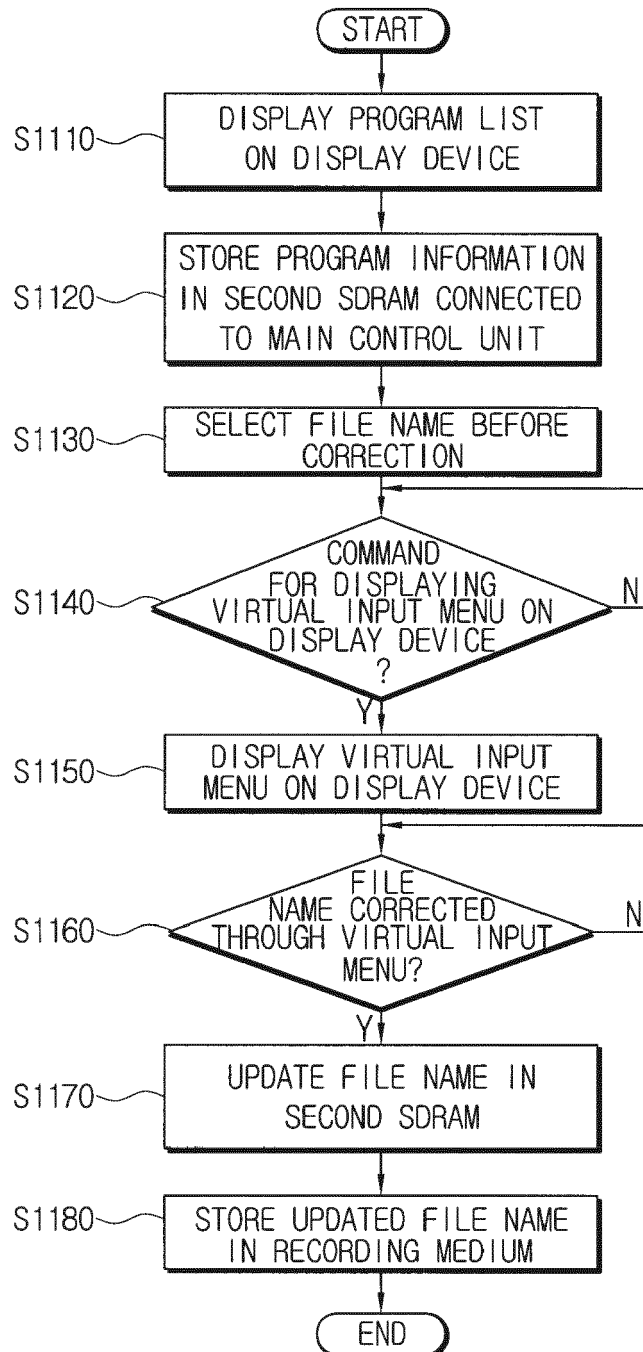 START
S1110
DISPLAY PROGRAM LIST
ON DISPLAY DEVICE
S1120
STORE PROGRAM INFORMATION
IN SECOND SDRAM CONNECTED
TO MAIN CONTROL UNIT
S1130
SELECT FILE NAME BEFORE
CORRECTION
S1140
COMMAND
FOR DISPLAYING
VIRTUAL INPUT MENU ON
DISPLAY DEVICE
?
N
Y
S1150
DISPLAY VIRTUAL INPUT
MENU ON DISPLAY DEVICE
S1160
FILE
NAME CORRECTED
THROUGH VIRTUAL INPUT
MENU?
N
Y
S1170
UPDATE FILE NAME IN
SECOND SDRAM
S1180
STORE UPDATED FILE NAME
IN RECORDING MEDIUM
END